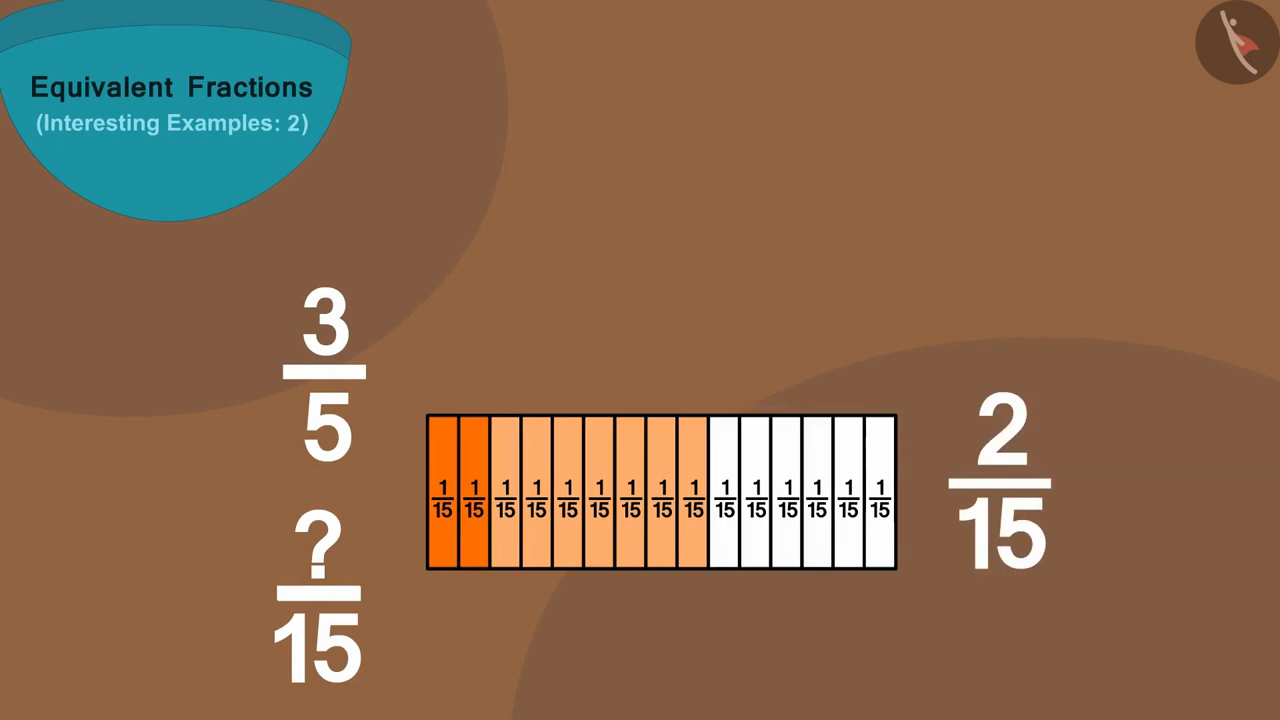 Equivalent Fractions
(Interesting Examples: 2)
3
5
?
15
1 1 1 1 1 1 1 1 1 1 1 1 1 1 1
15 15 15 15 15 15 15 15 15 15 15 15 15 15 15
2
15